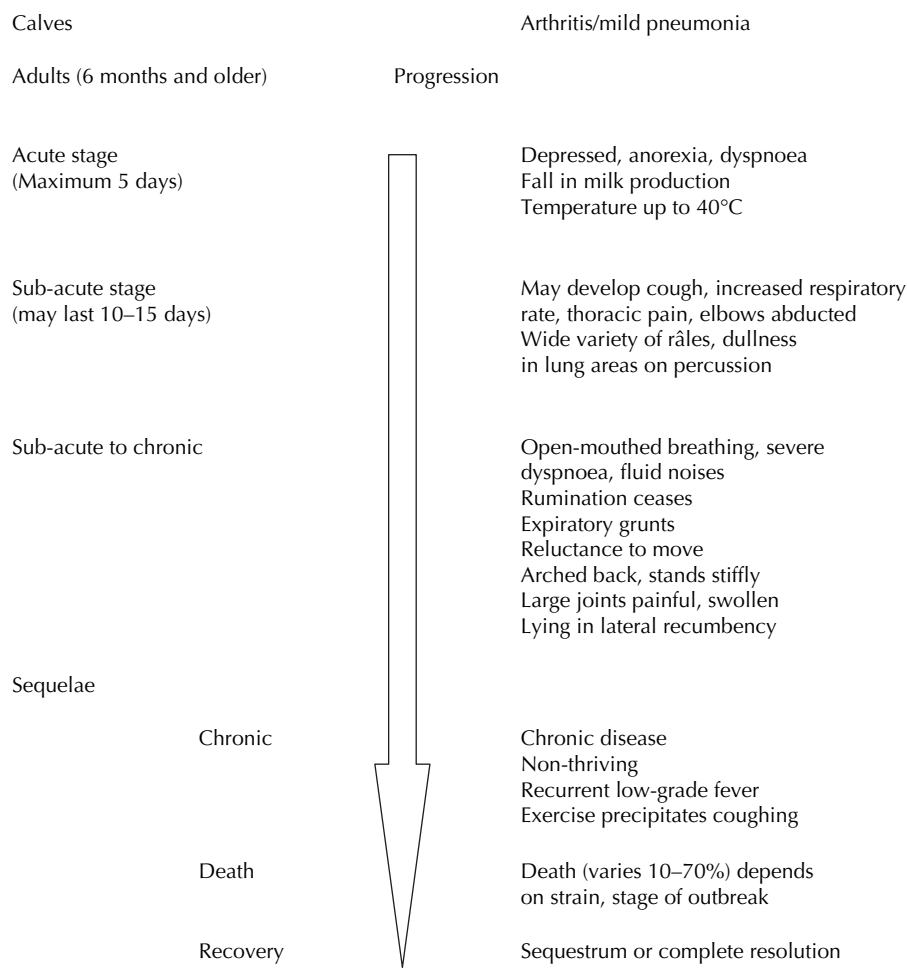 Calves Arthritis/mild pneumonia
Adults (6 months and older) Progression
Acute stage Depressed, anorexia, dyspnoea
(Maximum 5 days) Fall in milk production
Temperature up to 40°C
Sub-acute stage May develop cough, increased respiratory
(may last 10–15 days) rate, thoracic pain, elbows abducted
Wide variety of râles, dullness
in lung areas on percussion
Sub-acute to chronic Open-mouthed breathing, severe
dyspnoea, fluid noises
Rumination ceases
Expiratory grunts
Reluctance to move
Arched back, stands stiffly
Large joints painful, swollen
Lying in lateral recumbency
Sequelae
Chronic Chronic disease
Non-thriving
Recurrent low-grade fever
Exercise precipitates coughing
Death Death (varies 10–70%) depends
on strain, stage of outbreak
Recovery Sequestrum or complete resolution